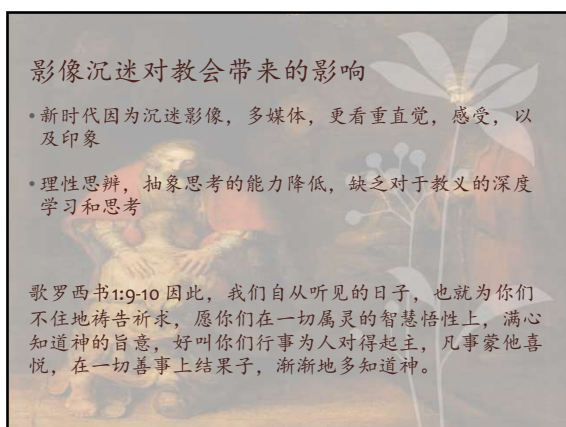 影像沉迷对教会带来的影响
•新时代因为沉迷影像，多媒体，更看重直觉，感受，以
及印象
•理性思辨，抽象思考的能力降低，缺乏对于教义的深度
学习和思考
歌罗西书1:9-10 因此，我们自从听见的日子，也就为你们
不住地祷告祈求，愿你们在一切属灵的智慧悟性上，满心
知道神的旨意，好叫你们行事为人对得起主，凡事蒙他喜
悦，在一切善事上结果子，渐渐地多知道神。